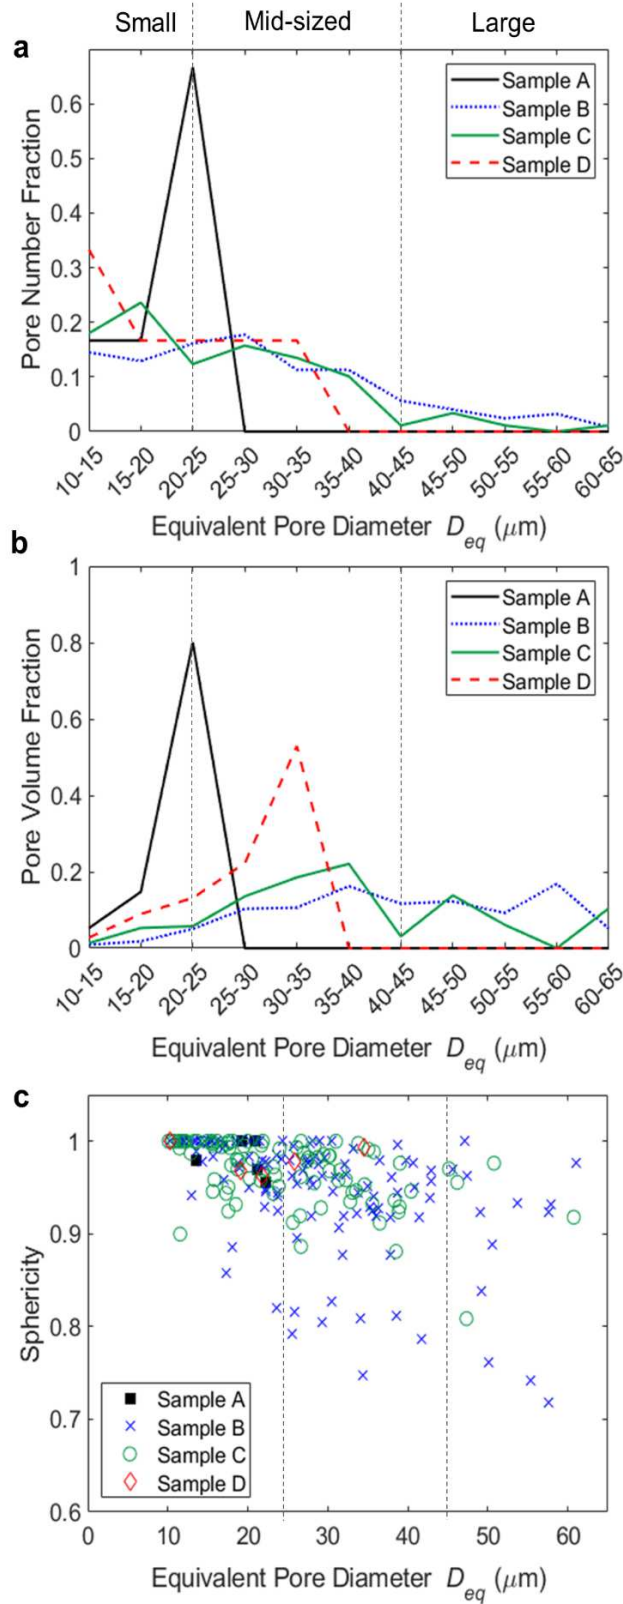 Small Mid-sized Large
a
Sample A
Sample B
Sample C
Sample D
Pore Number Fraction
0.6
0.5
0.4
0.3
0.2
0.1
0
10-15 15-20 20-25 25-30 30-35 35-40 40-45 45-50 50-55 55-60 60-65
Equivalent Pore Diameter D_eq (μm)
b
Sample A
Sample B
Sample C
Sample D
Pore Volume Fraction
1
0.8
0.6
0.4
0.2
0
10-15 15-20 20-25 25-30 30-35 35-40 40-45 45-50 50-55 55-60 60-65
Equivalent Pore Diameter D_eq (μm)
c
Sphericity
1
0.9
0.8
0.7
0.6
Sample A
Sample B
Sample C
Sample D
0 10 20 30 40 50 60
Equivalent Pore Diameter D_eq (μm)